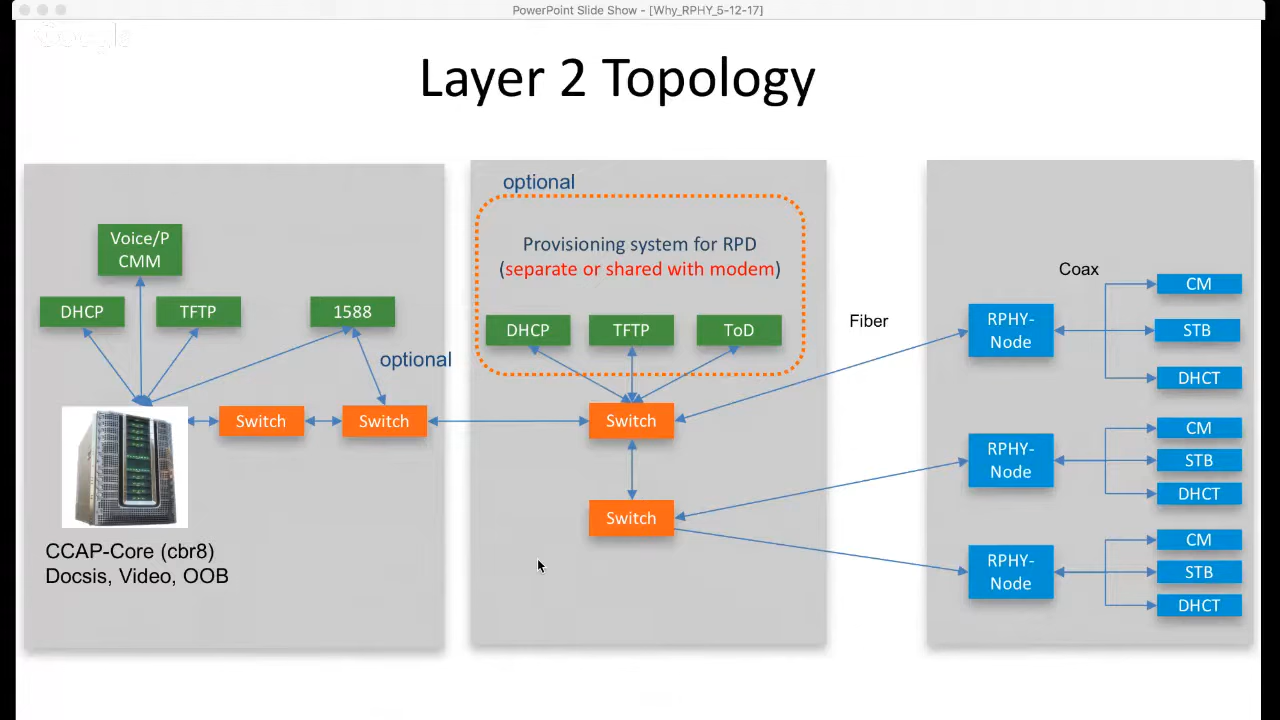 PowerPoint Slide Show - [Why_RPHY_5-12-17]
Google
Layer 2 Topology
Voice/P
CMM
DHCP
TFTP
1588
optional
Switch
Switch
CCAP-Core (cbr8)
Docsis, Video, OOB
optional
Provisioning system for RPD
(separate or shared with modem)
DHCP
TFTP
ToD
Switch
Switch
Fiber
Coax
RPHY-
Node
CM
STB
DHCT
RPHY-
Node
CM
STB
DHCT
RPHY-
Node
CM
STB
DHCT